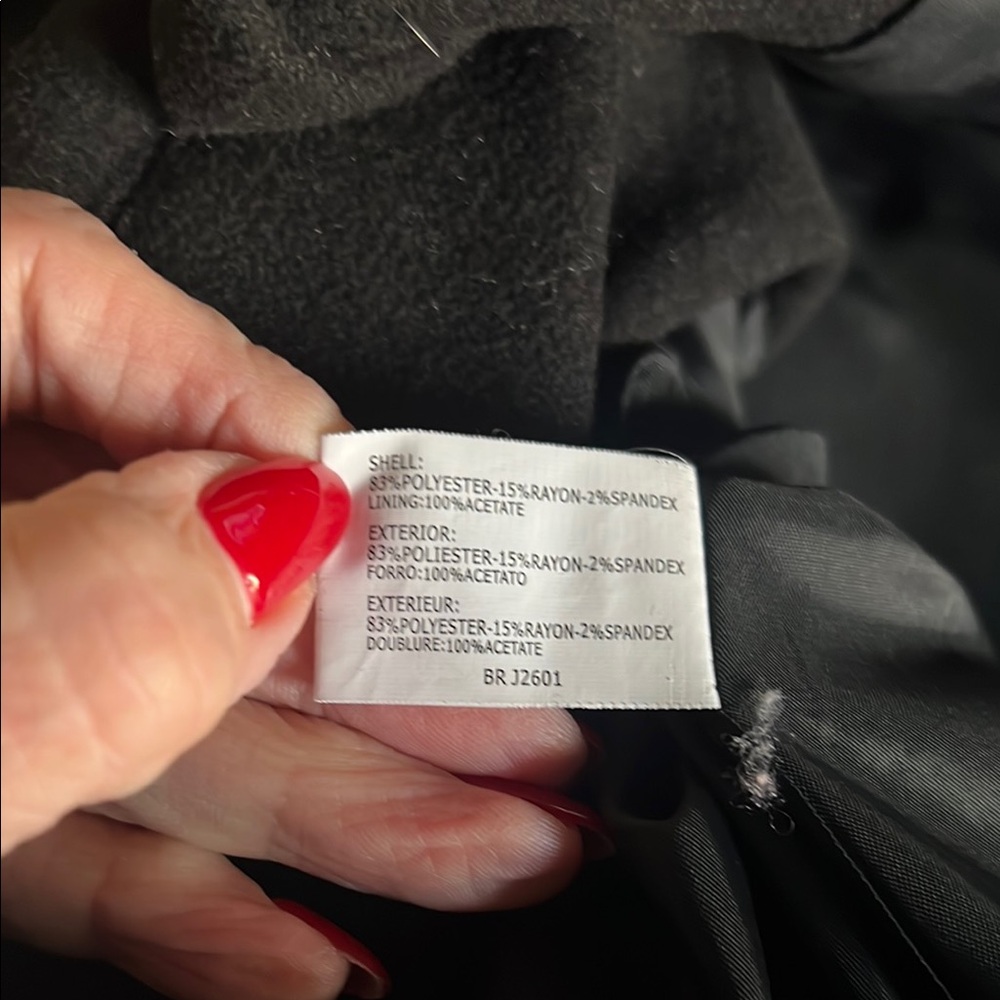 SHELL:
83%POLYESTER-15%RAYON-2%SPANDEX
LINING:100%ACETATE
EXTERIOR:
83%POLIESTER-15%RAYON-2%SPANDEX
FORRO:100%ACETATO
EXTERIEUR:
83%POLYESTER-15%RAYON-2%SPANDEX
DOUBLURE:100%ACETATE
BR J2601